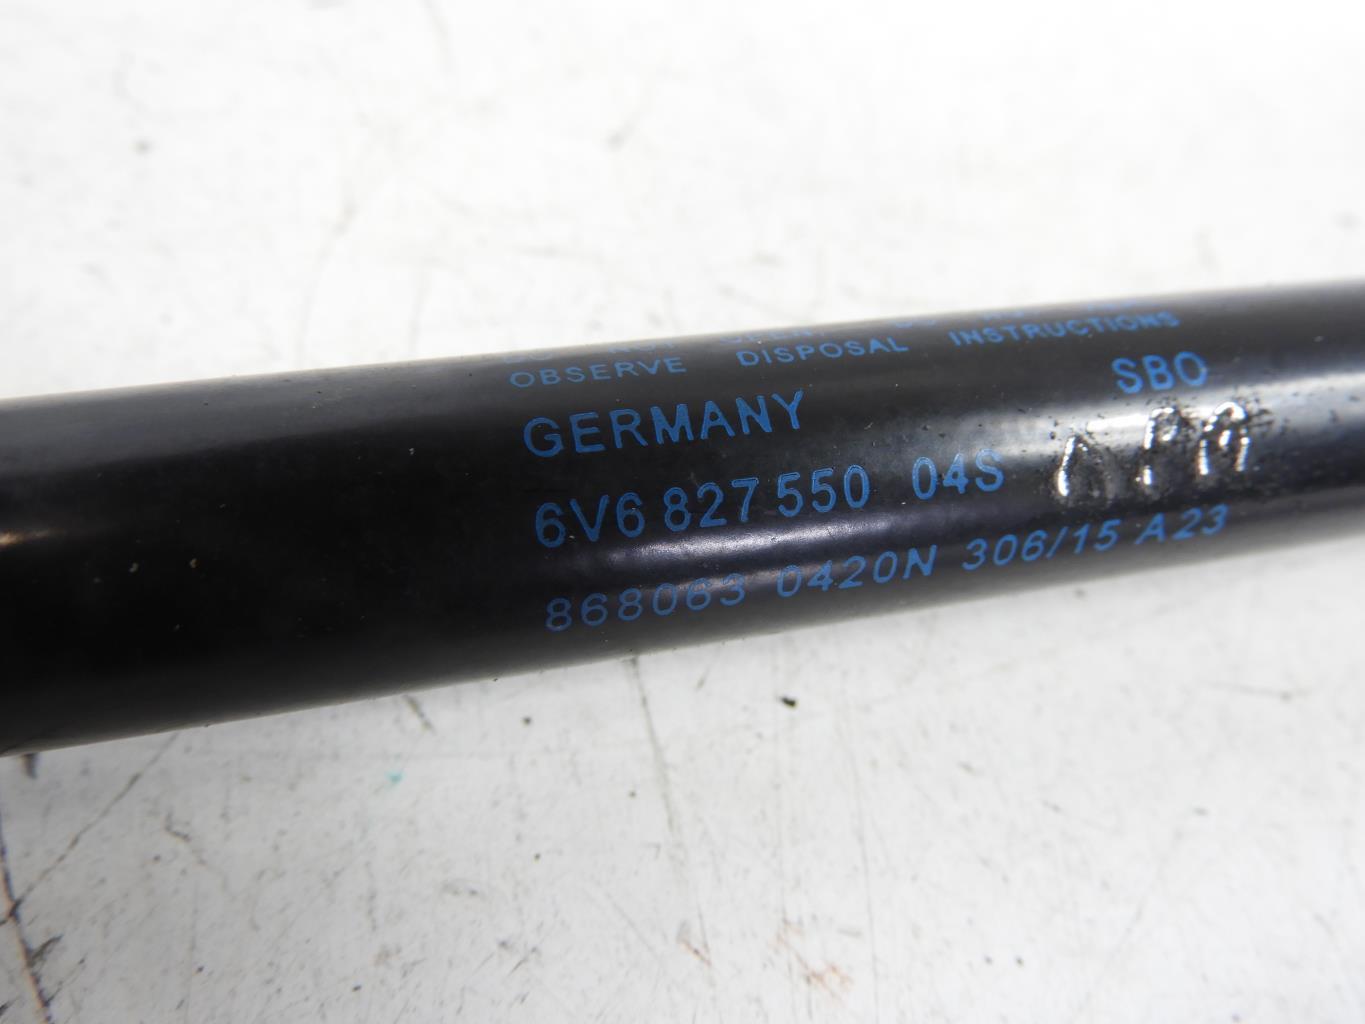 OBSERVE DISPOSAL INSTRUCTIONS
GERMANY SBO
6V6 827 550 04S
868063 0420N 306/15 A23